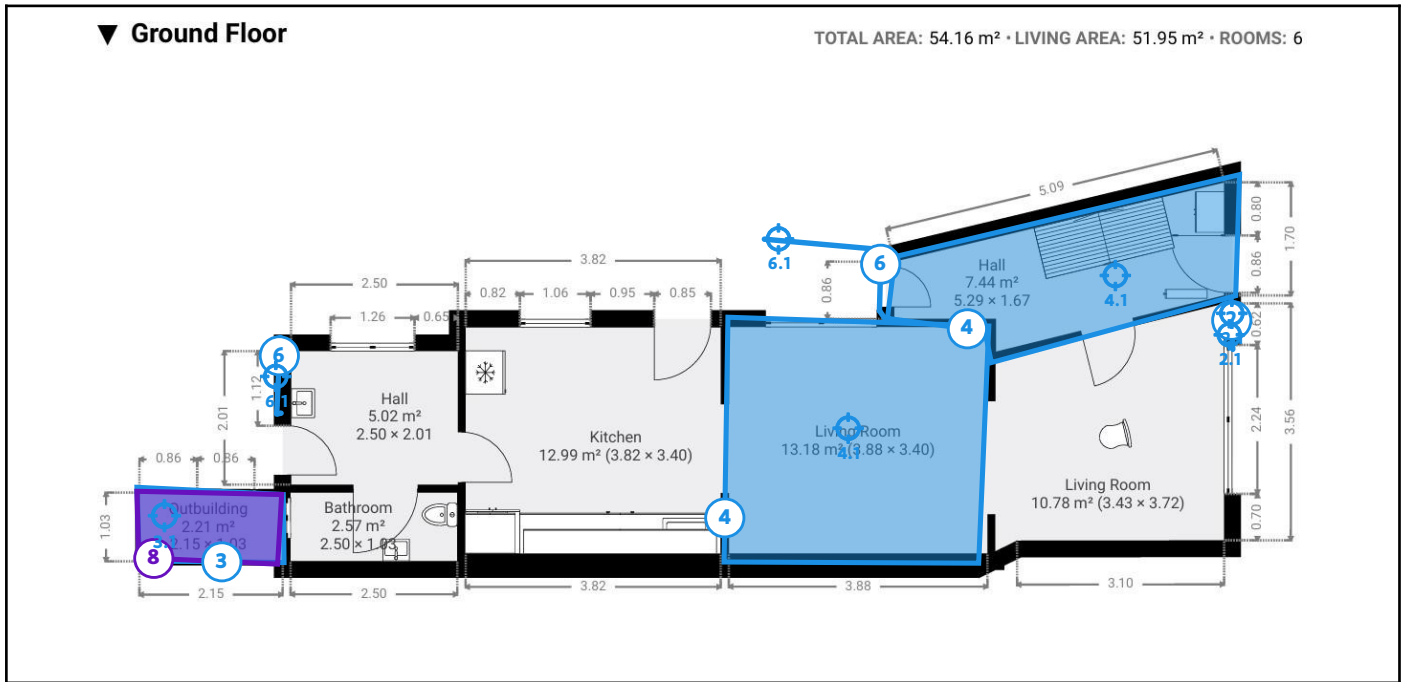 ▼ Ground Floor
TOTAL AREA: 54.16 m² · LIVING AREA: 51.95 m² · ROOMS: 6
5.09
0.80
1.70
0.86
6.1
6
Hall
7.44 m²
5.29 × 1.67
4.1
3.82
0.86
2.50
0.82
1.06
0.95
0.85
1.26
0.65
4
0.62
2.1
6
6.1
1.12
2.01
Hall
5.02 m²
2.50 × 2.01
2.24
3.56
Kitchen
12.99 m² (3.82 × 3.40)
Living Room
13.18 m² (3.88 × 3.40)
4.1
0.86
0.86
Living Room
10.78 m² (3.43 × 3.72)
0.70
Outbuilding
2.21 m²
2.15 × 1.03
1.03
Bathroom
2.57 m²
2.50 × 1.03
4
8
3
2.15
2.50
3.82
3.88
3.10